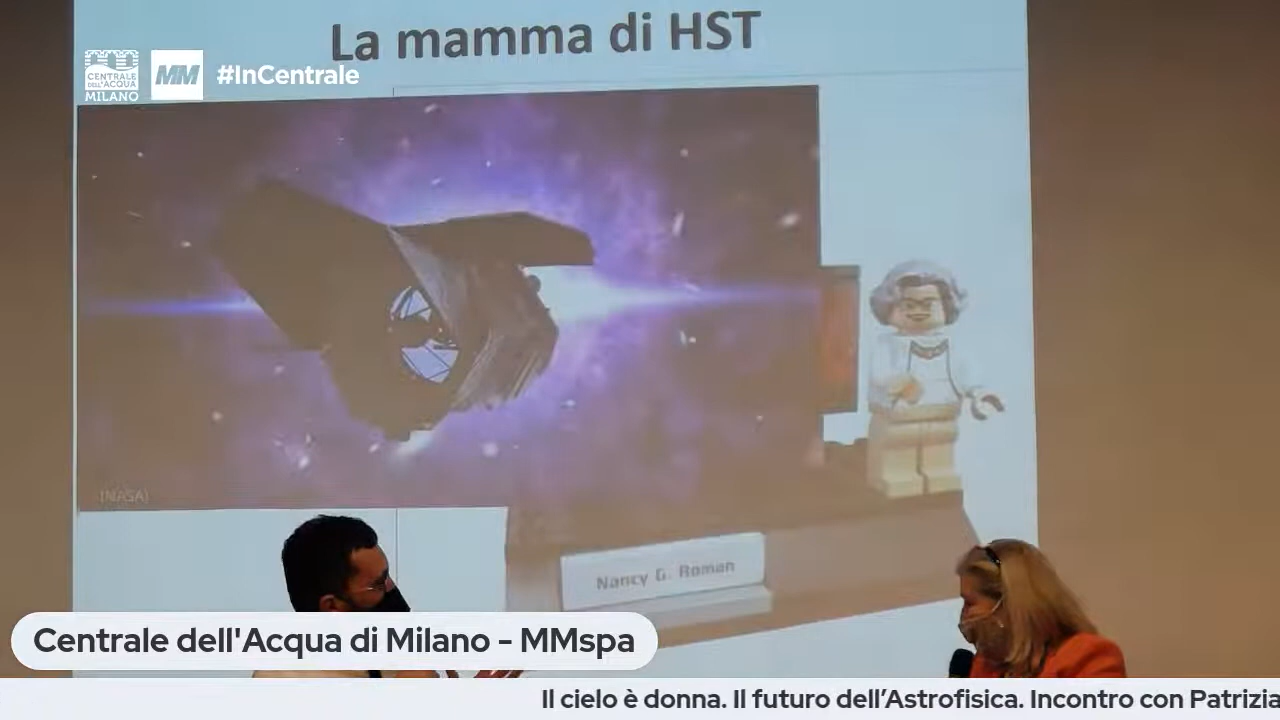 La mamma di HST
CENTRALE
DELL'ACQUA
MILANO
MM
#InCentrale
(NASA)
Nancy G. Roman
Centrale dell'Acqua di Milano - MMspa
Il cielo è donna. Il futuro dell’Astrofisica. Incontro con Patrizia